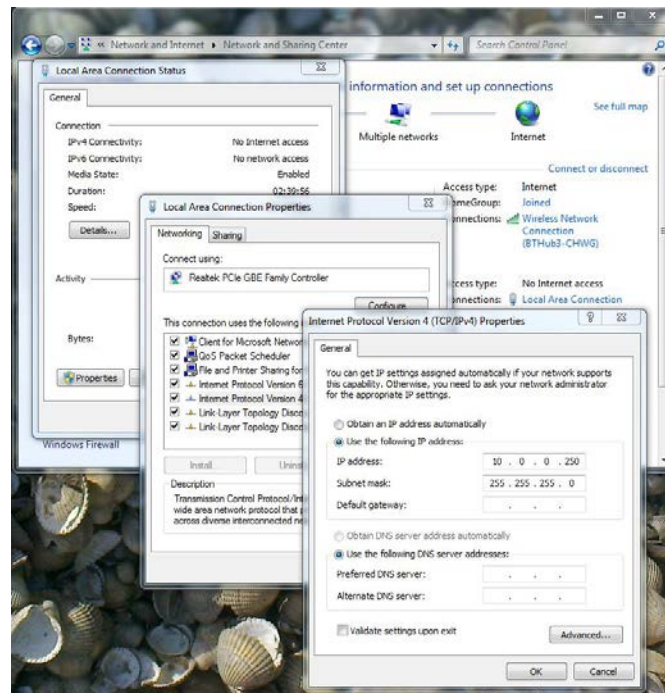 Network and Internet
Network and Sharing Center
Search Control Panel
Local Area Connection Status
General
Connection
IPv4 Connectivity: No Internet access
IPv6 Connectivity: No network access
Media State: Enabled
Duration: 02:39:56
Speed:
Details...
Activity
Bytes:
Properties
Windows Firewall
information and set up connections
See full map
Multiple networks
Internet
Connect or disconnect
Access type: Internet
HomeGroup: Joined
Wireless Network
Connection
(BTHub3-CHWG)
No Internet access
Local Area Connection
Local Area Connection Properties
Networking
Sharing
Connect using:
Realtek PCIe GBE Family Controller
Configure...
This connection uses the following
Client for Microsoft Networ
QoS Packet Scheduler
File and Printer Sharing for
Internet Protocol Version 6
Internet Protocol Version 4
Link-Layer Topology Disco
Link-Layer Topology Disco
Install...
Unins
Description
Transmission Control Protocol/Int
wide area network protocol that p
across diverse interconnected ne
Internet Protocol Version 4 (TCP/IPv4) Properties
General
You can get IP settings assigned automatically if your network supports
this capability. Otherwise, you need to ask your network administrator
for the appropriate IP settings.
Obtain an IP address automatically
Use the following IP address:
IP address: 10 . 0 . 0 . 250
Subnet mask: 255 . 255 . 255 . 0
Default gateway: . . .
Obtain DNS server address automatically
Use the following DNS server addresses:
Preferred DNS server: . . .
Alternate DNS server: . . .
Validate settings upon exit
Advanced...
OK
Cancel